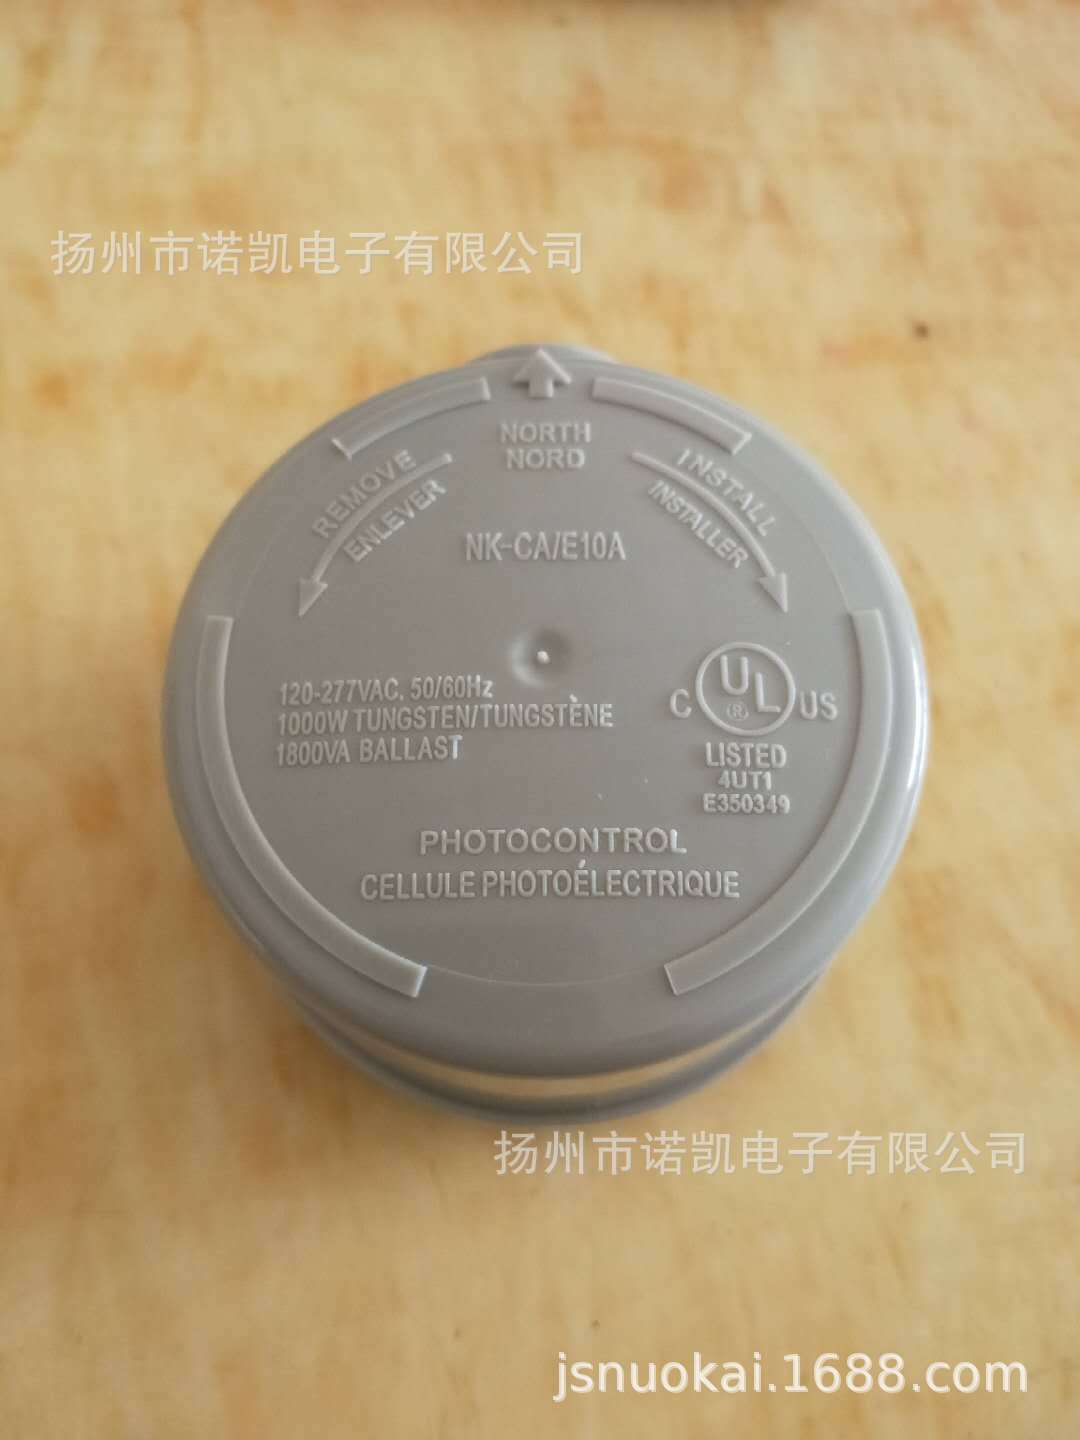 扬州市诺凯电子有限公司
NORTH
NORD
REMOVE
ENLEVER
INSTALL
INSTALLER
NK-CA/E10A
120-277VAC. 50/60Hz
1000W TUNGSTEN/TUNGSTÈNE
1800VA BALLAST
C UL® US
LISTED
4UT1
E350349
PHOTOCONTROL
CELLULE PHOTOÉLECTRIQUE
扬州市诺凯电子有限公司
jsnuokai.1688.com